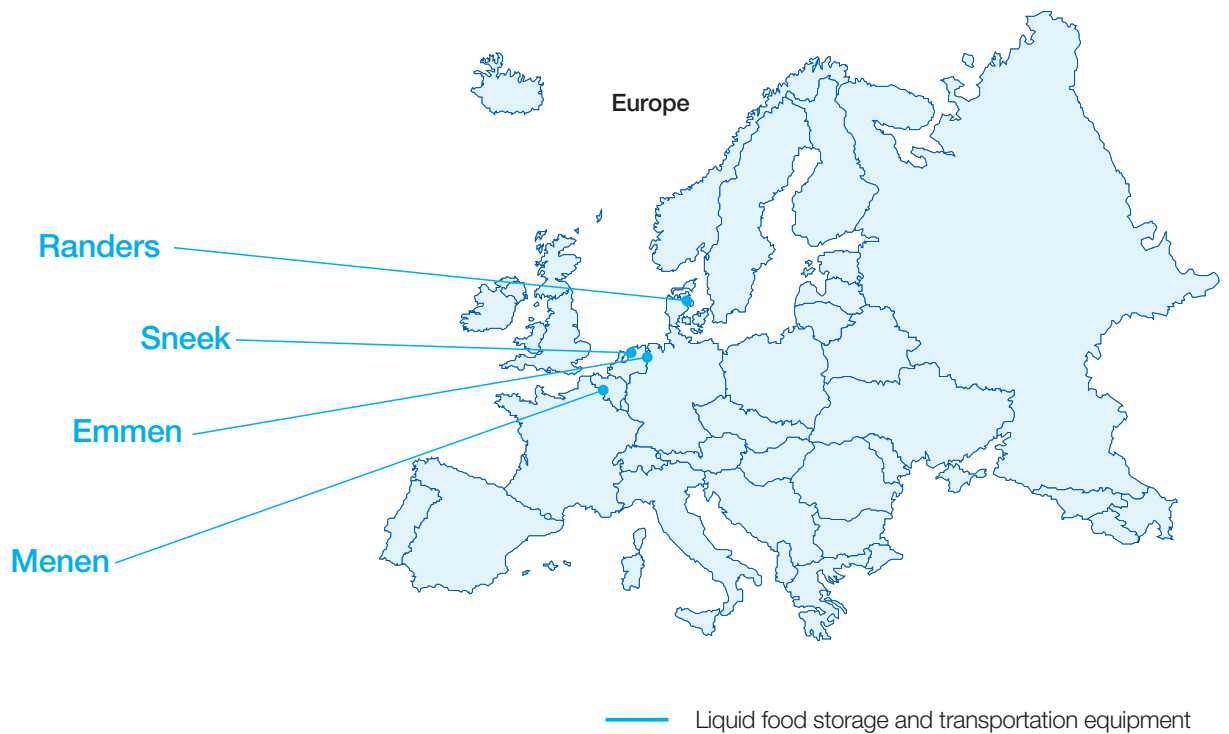 Europe
Randers
Sneek
Emmen
Menen
Liquid food storage and transportation equipment